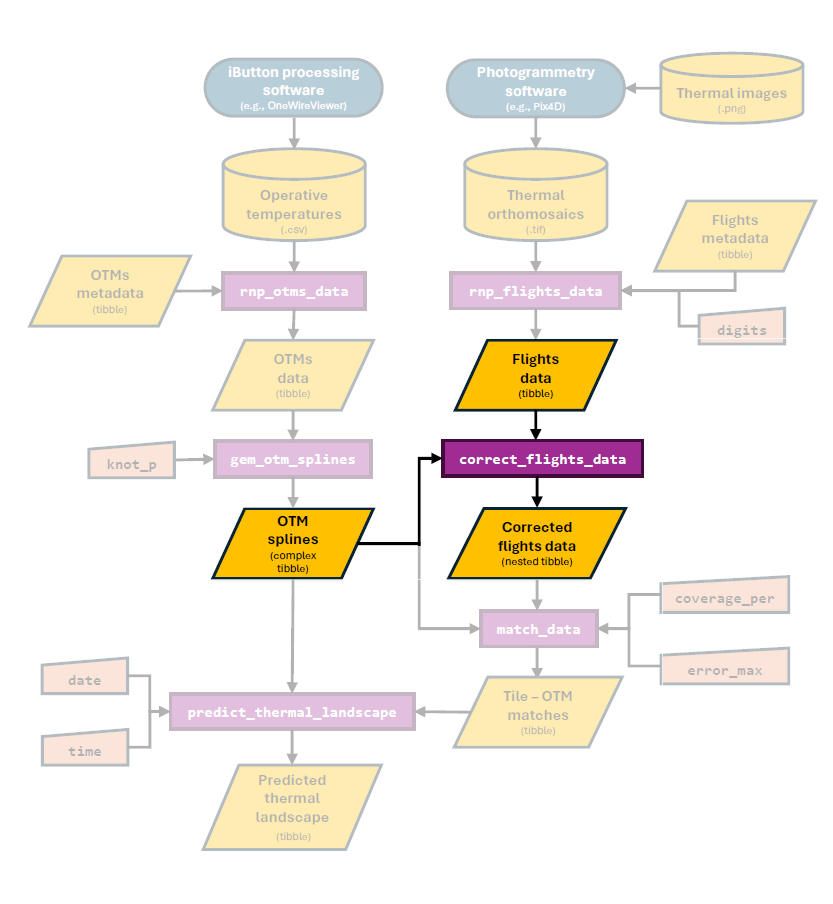 iButton processing
software
(e.g., OneWireViewer)
Photogrammetry
software
(e.g., Pix4D)
Thermal images
(.png)
Operative
temperatures
(.csv)
Thermal
orthomosaics
(.tif)
Flights
metadata
(tibble)
OTMs
metadata
(tibble)
rnp_otms_data
rnp_flights_data
digits
OTMs
data
(tibble)
Flights
data
(tibble)
knot_p
gem_otm_splines
correct_flights_data
OTM
splines
(complex
tibble)
Corrected
flights data
(nested tibble)
coverage_per
match_data
error_max
date
predict_thermal_landscape
Tile – OTM
matches
(tibble)
time
Predicted
thermal
landscape
(tibble)